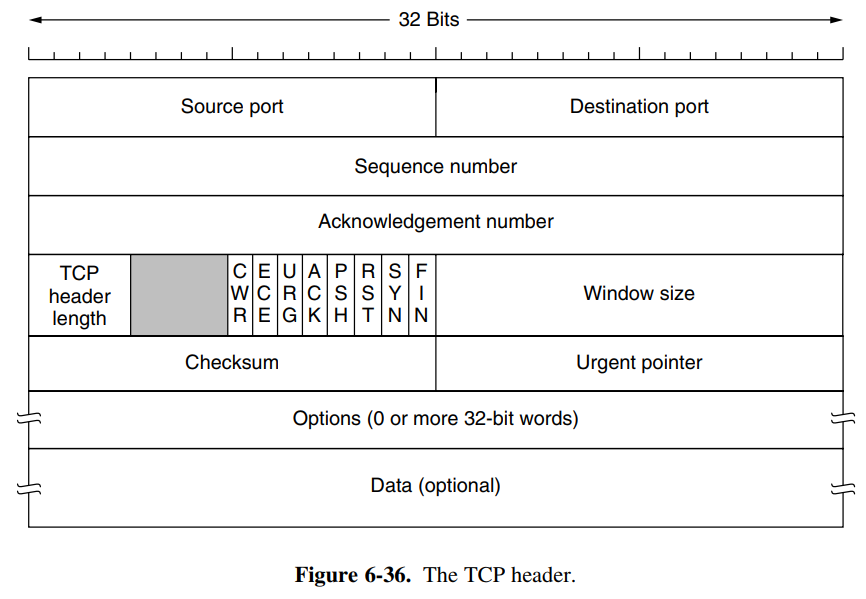 32 Bits
Source port
Destination port
Sequence number
Acknowledgement number
TCP
header
length
CWR
ECE
URG
ACK
PSH
RST
SYN
FIN
Window size
Checksum
Urgent pointer
Options (0 or more 32-bit words)
Data (optional)
Figure 6-36. The TCP header.